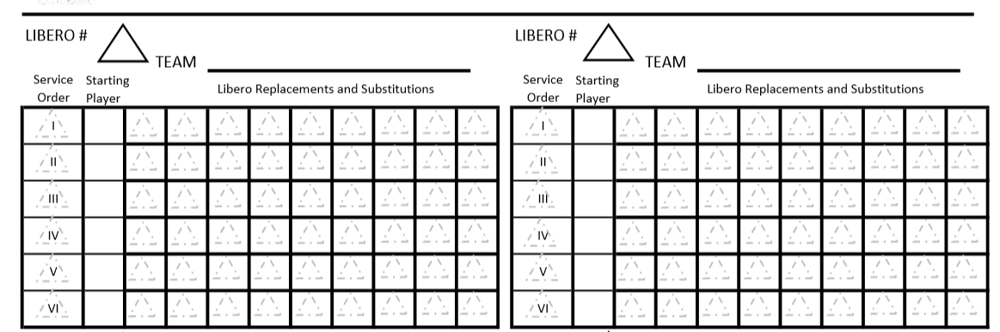 LIBERO #
TEAM
Service Order
Starting Player
Libero Replacements and Substitutions
I
II
III
IV
V
VI
LIBERO #
TEAM
Service Order
Starting Player
Libero Replacements and Substitutions
I
II
III
IV
V
VI